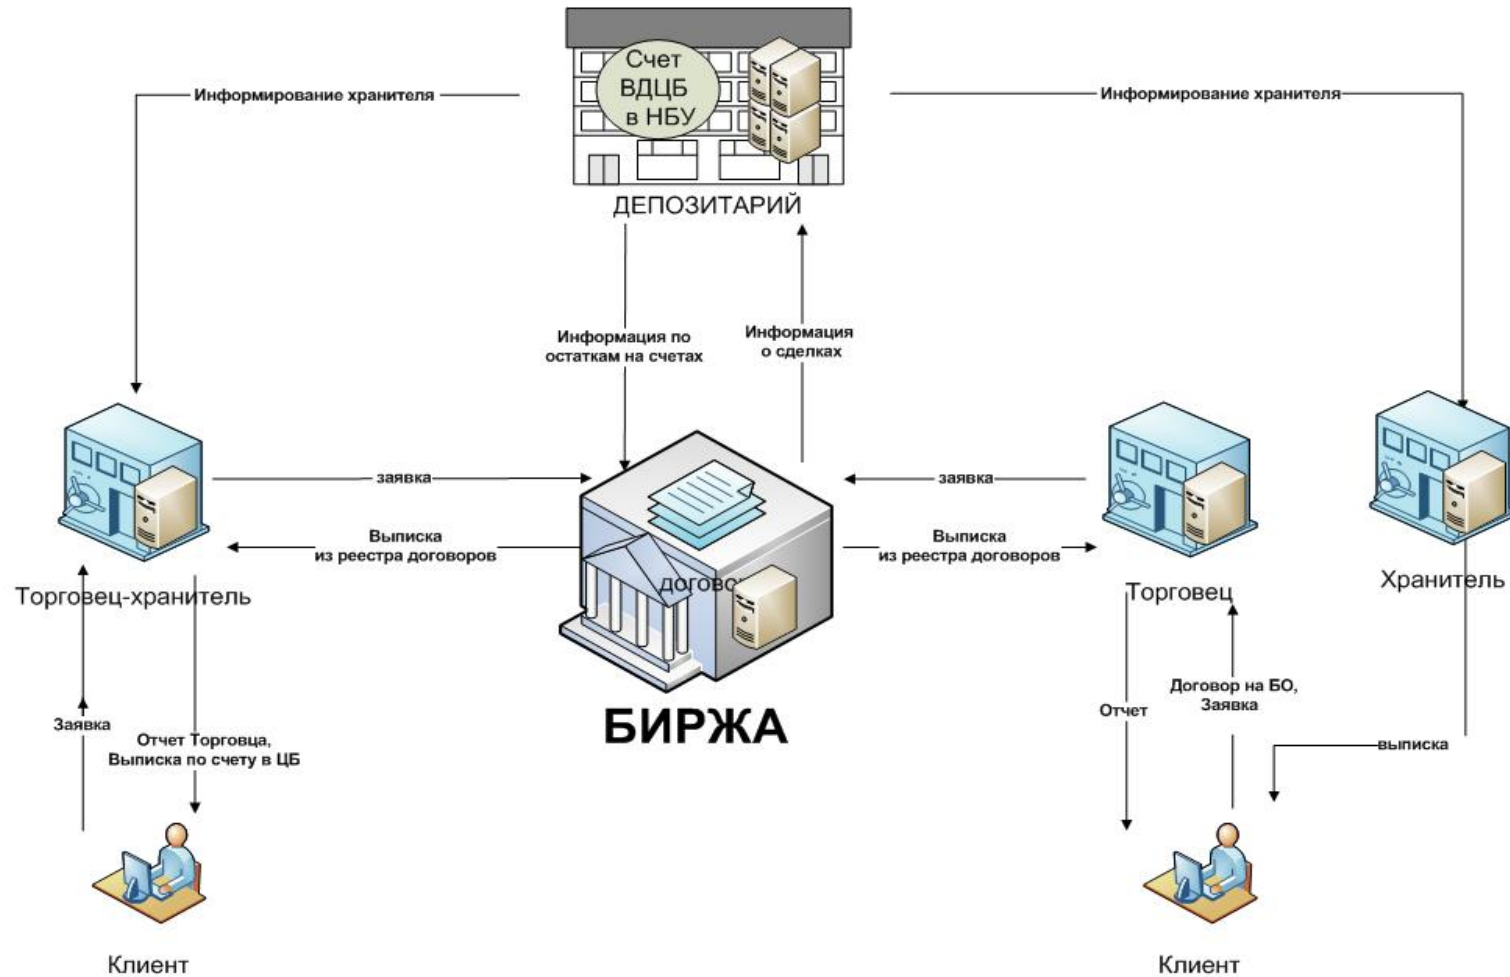 Счет
ВДЦБ
в НБУ
Информирование хранителя
Информирование хранителя
ДЕПОЗИТАРИЙ
Информация по
остаткам на счетах
Информация
о сделках
заявка
заявка
Выписка
из реестра договоров
Выписка
из реестра договоров
Торговец-хранитель
Торговец
Хранитель
БИРЖА
Заявка
Отчет Торговца,
Выписка по счету в ЦБ
Отчет
Договор на БО,
Заявка
выписка
Клиент
Клиент